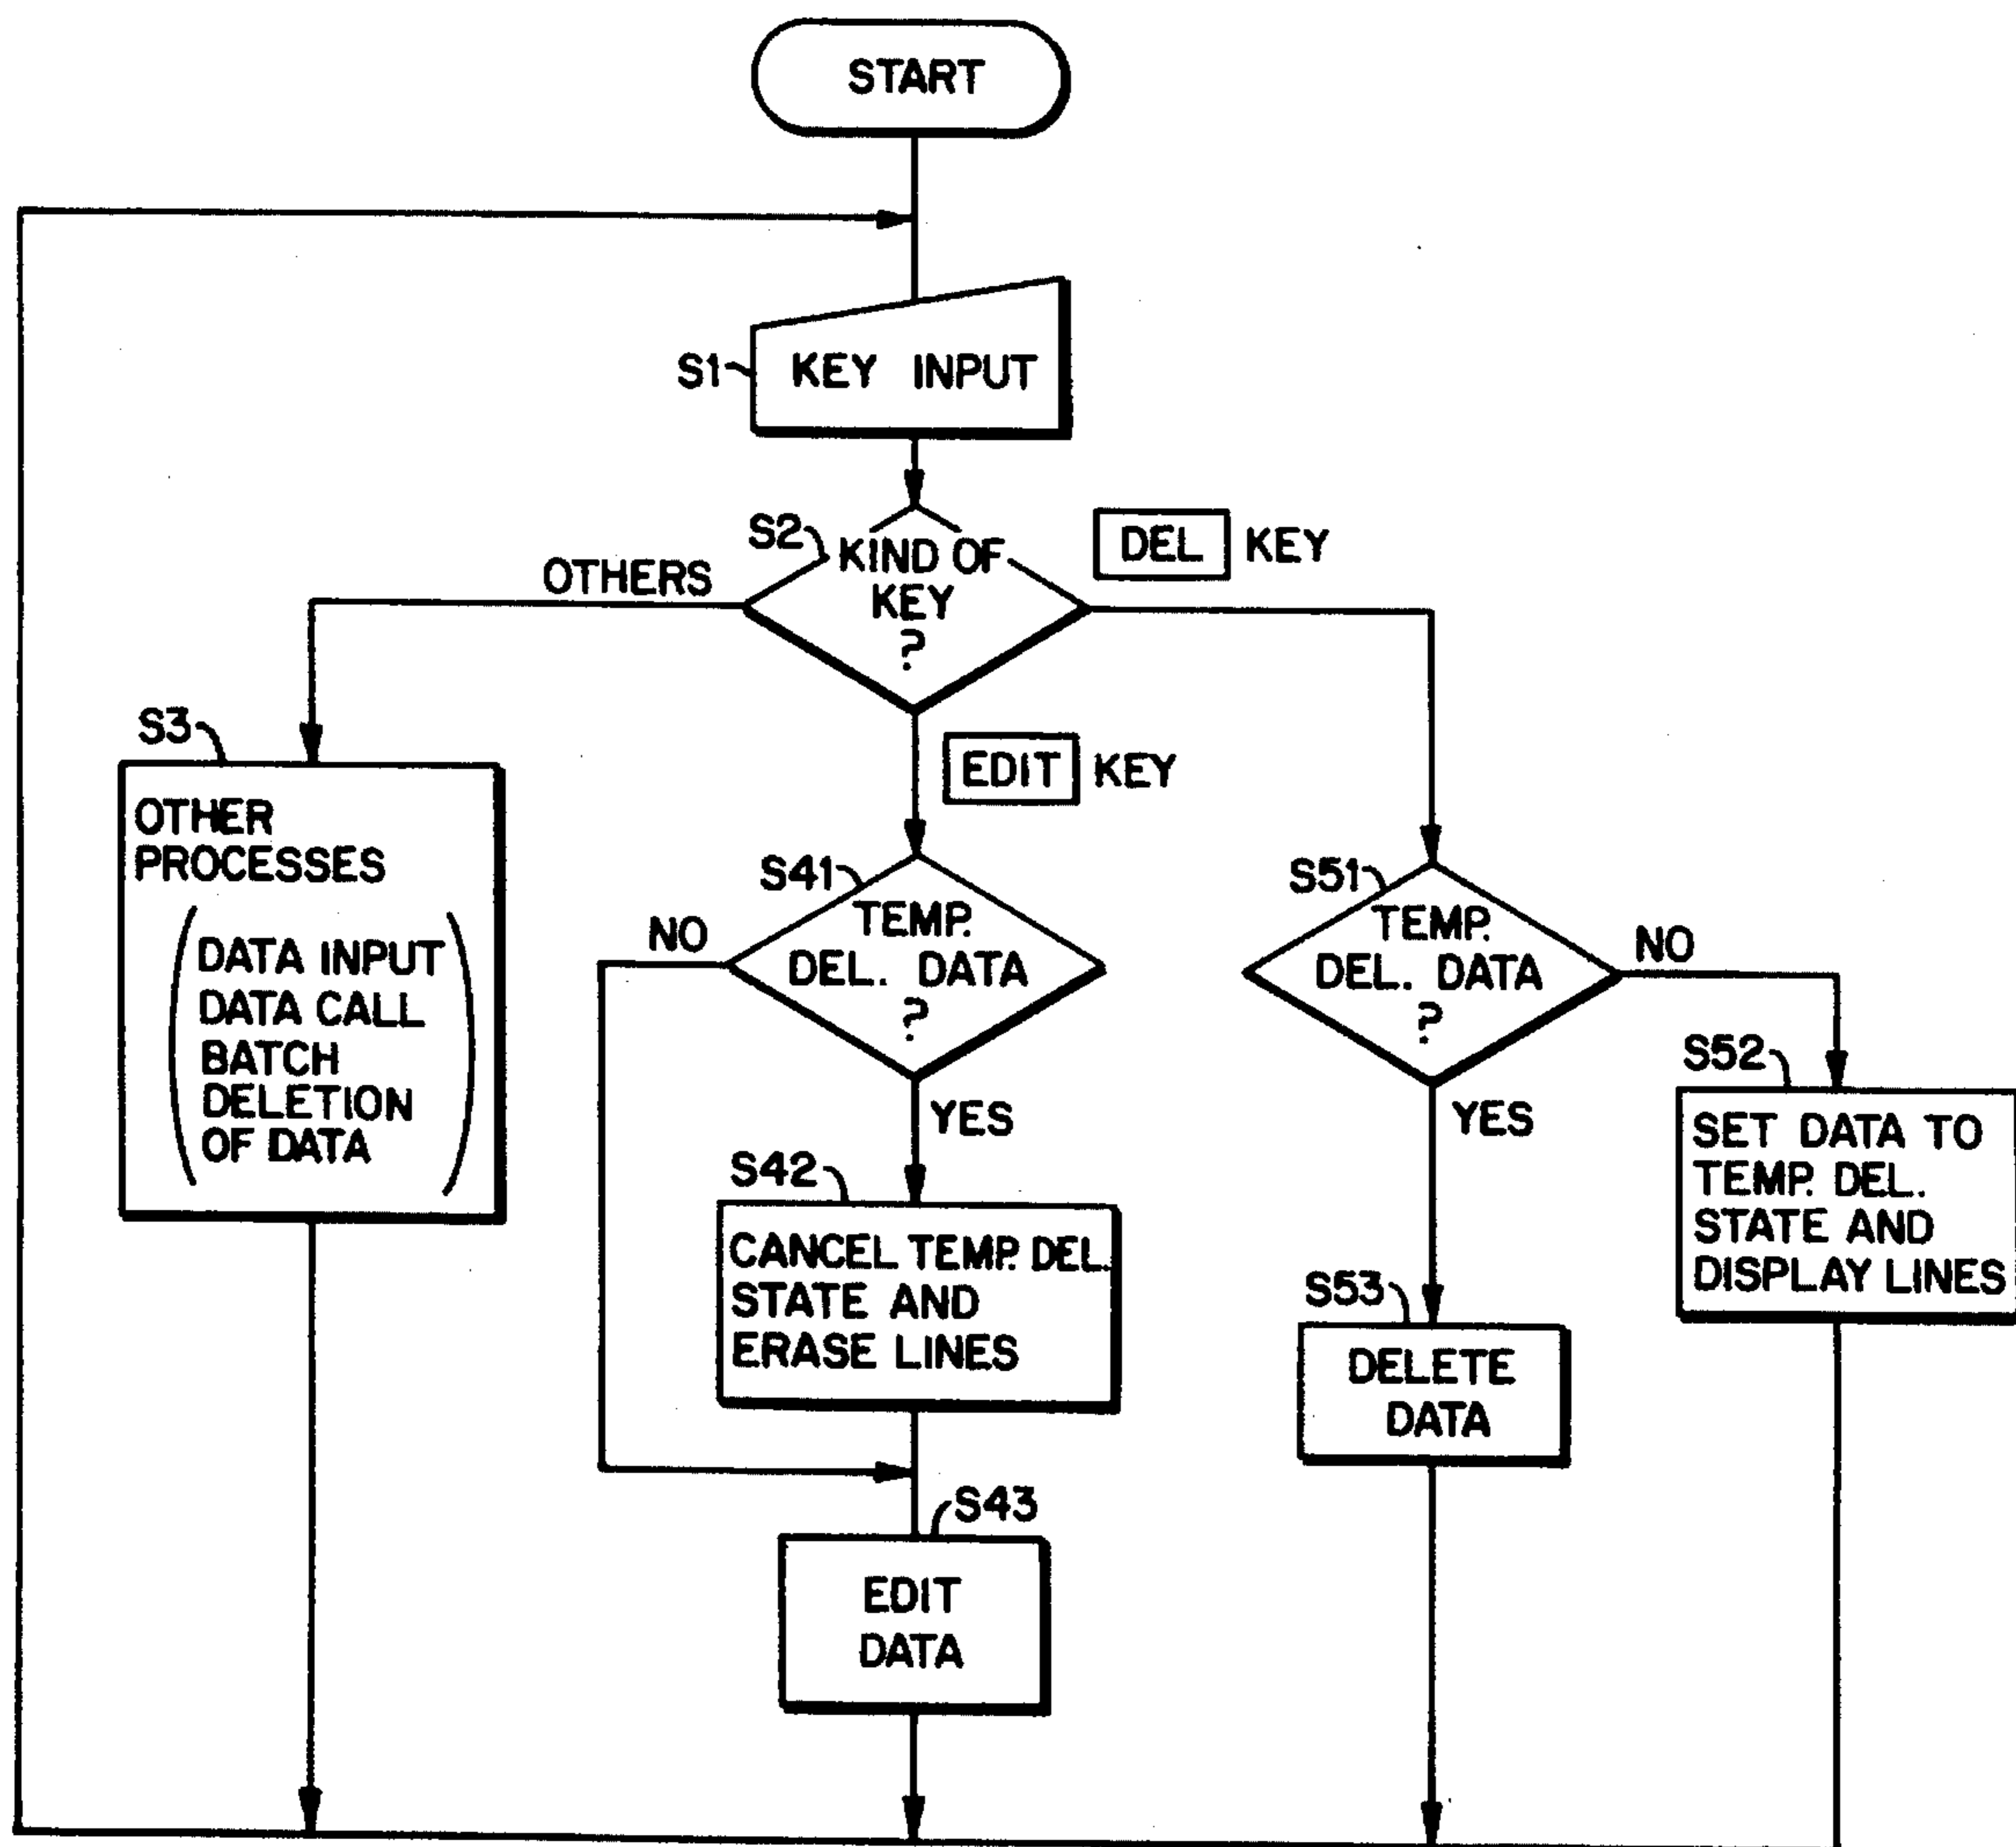 START
S1
KEY INPUT
S2
KIND OF
KEY
?
OTHERS
DEL KEY
EDIT KEY
S3
OTHER
PROCESSES
(DATA INPUT
DATA CALL
BATCH
DELETION
OF DATA)
S41
TEMP.
DEL. DATA
?
NO
YES
S42
CANCEL TEMP. DEL.
STATE AND
ERASE LINES
S43
EDIT
DATA
S51
TEMP.
DEL. DATA
?
NO
YES
S52
SET DATA TO
TEMP. DEL.
STATE AND
DISPLAY LINES
S53
DELETE
DATA